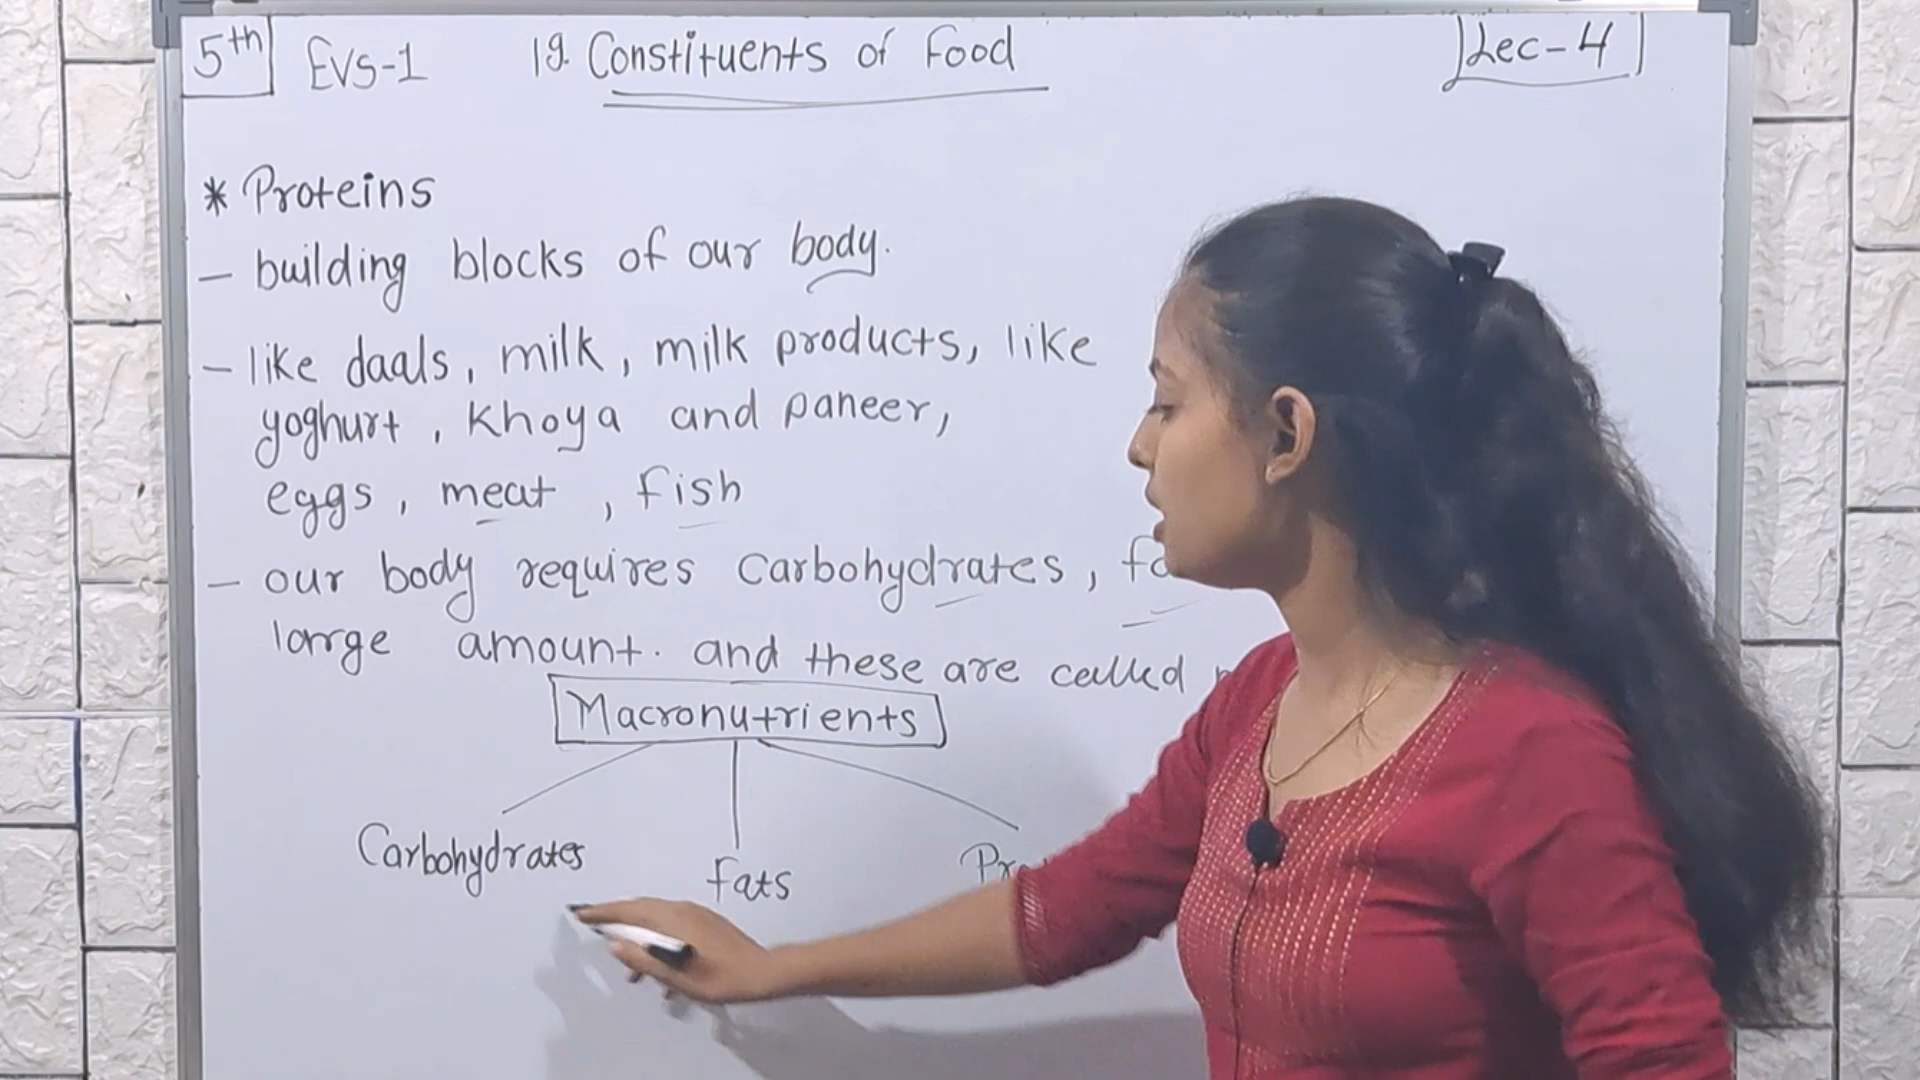 5th EVS-1 19. Constituents of Food Lec-4
* Proteins
- building blocks of our body.
- like daals, milk, milk products, like
yoghurt, Khoya and paneer,
eggs, meat, fish
- our body requires Carbohydrates,
large amount. and these are called
Macronutrients
Carbohydrates fats